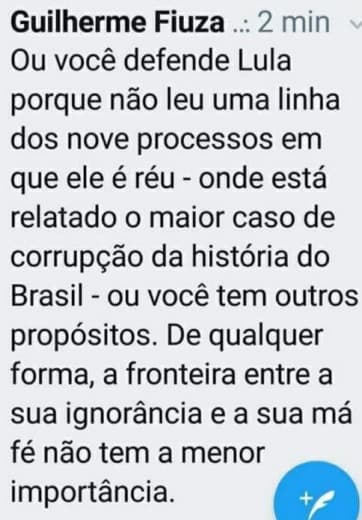 Guilherme Fiuza ..: 2 min
Ou você defende Lula
porque não leu uma linha
dos nove processos em
que ele é réu - onde está
relatado o maior caso de
corrupção da história do
Brasil - ou você tem outros
propósitos. De qualquer
forma, a fronteira entre a
sua ignorância e a sua má
fé não tem a menor
importância.